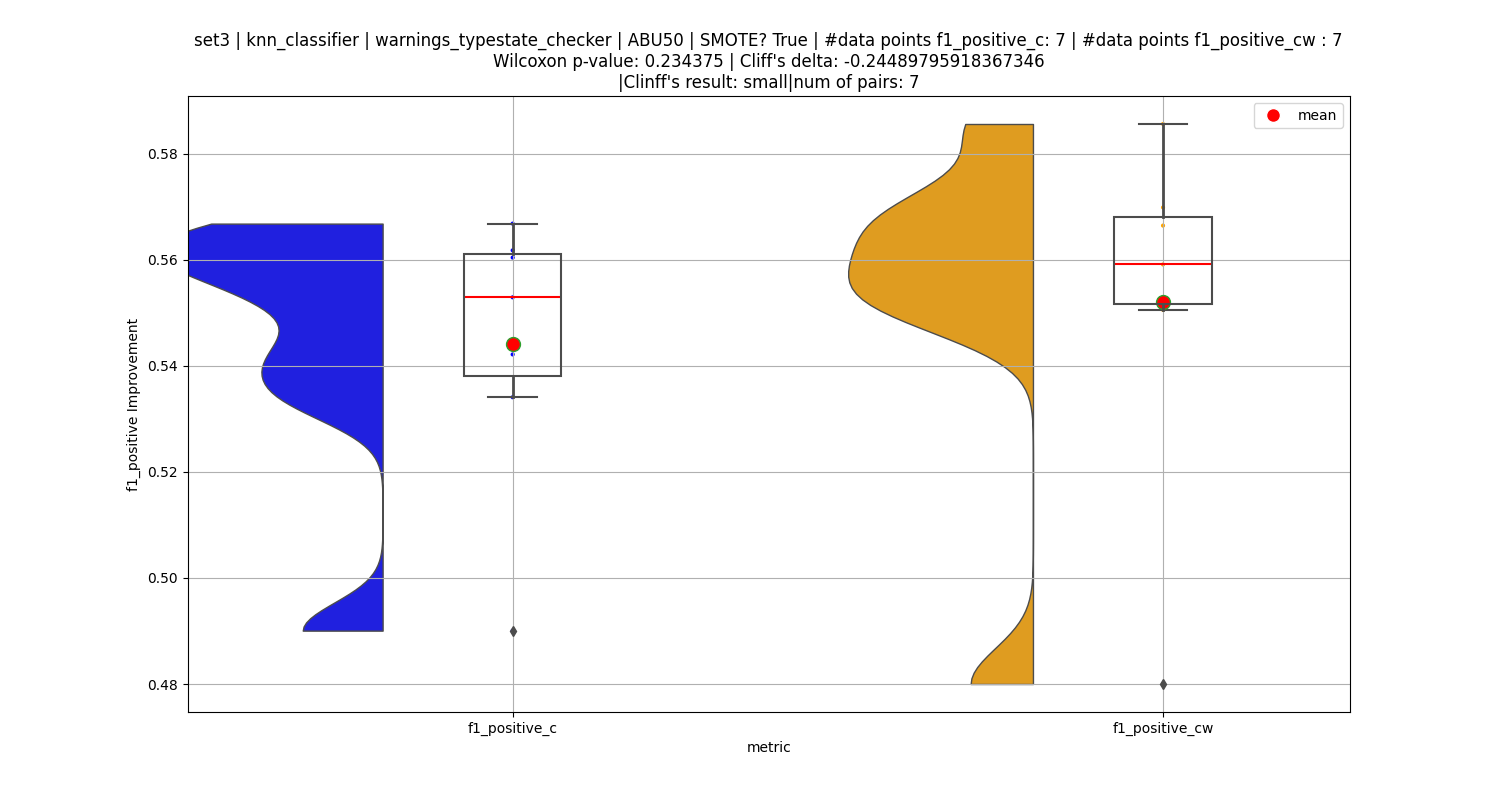 set3 | knn_classifier | warnings_typestate_checker | ABU50 | SMOTE? True | #data points f1_positive_c: 7 | #data points f1_positive_cw : 7
Wilcoxon p-value: 0.234375 | Cliff's delta: -0.24489795918367346
|Clinff's result: small|num of pairs: 7
mean
0.58
0.56
0.54
0.52
0.50
0.48
f1_positive Improvement
f1_positive_c
f1_positive_cw
metric